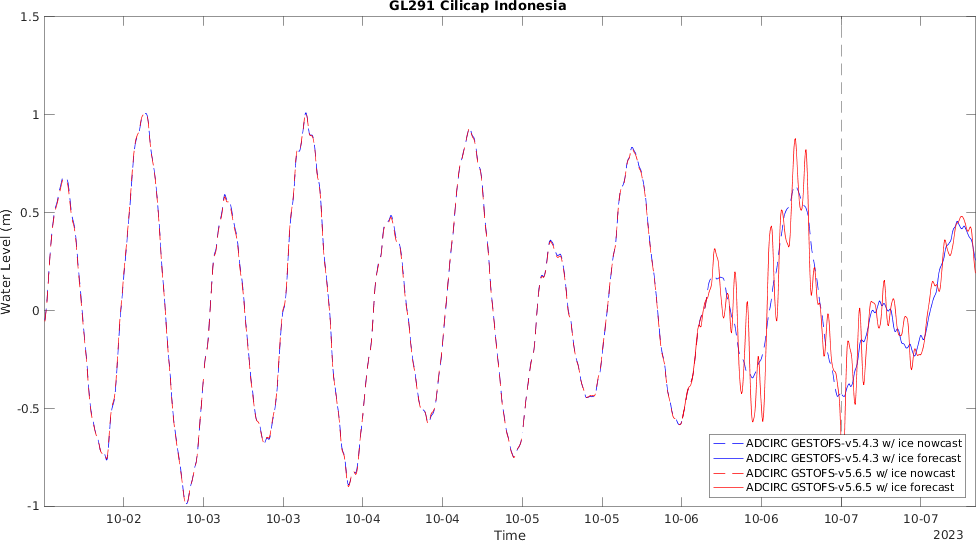 GL291 Cilicap Indonesia
Water Level (m)
1.5
1
0.5
0
-0.5
-1
10-02
10-03
10-03
10-04
10-04
10-05
10-05
10-06
10-06
10-07
10-07
Time
2023
ADCIRC GESTOFS-v5.4.3 w/ ice nowcast
ADCIRC GESTOFS-v5.4.3 w/ ice forecast
ADCIRC GSTOFS-v5.6.5 w/ ice nowcast
ADCIRC GSTOFS-v5.6.5 w/ ice forecast